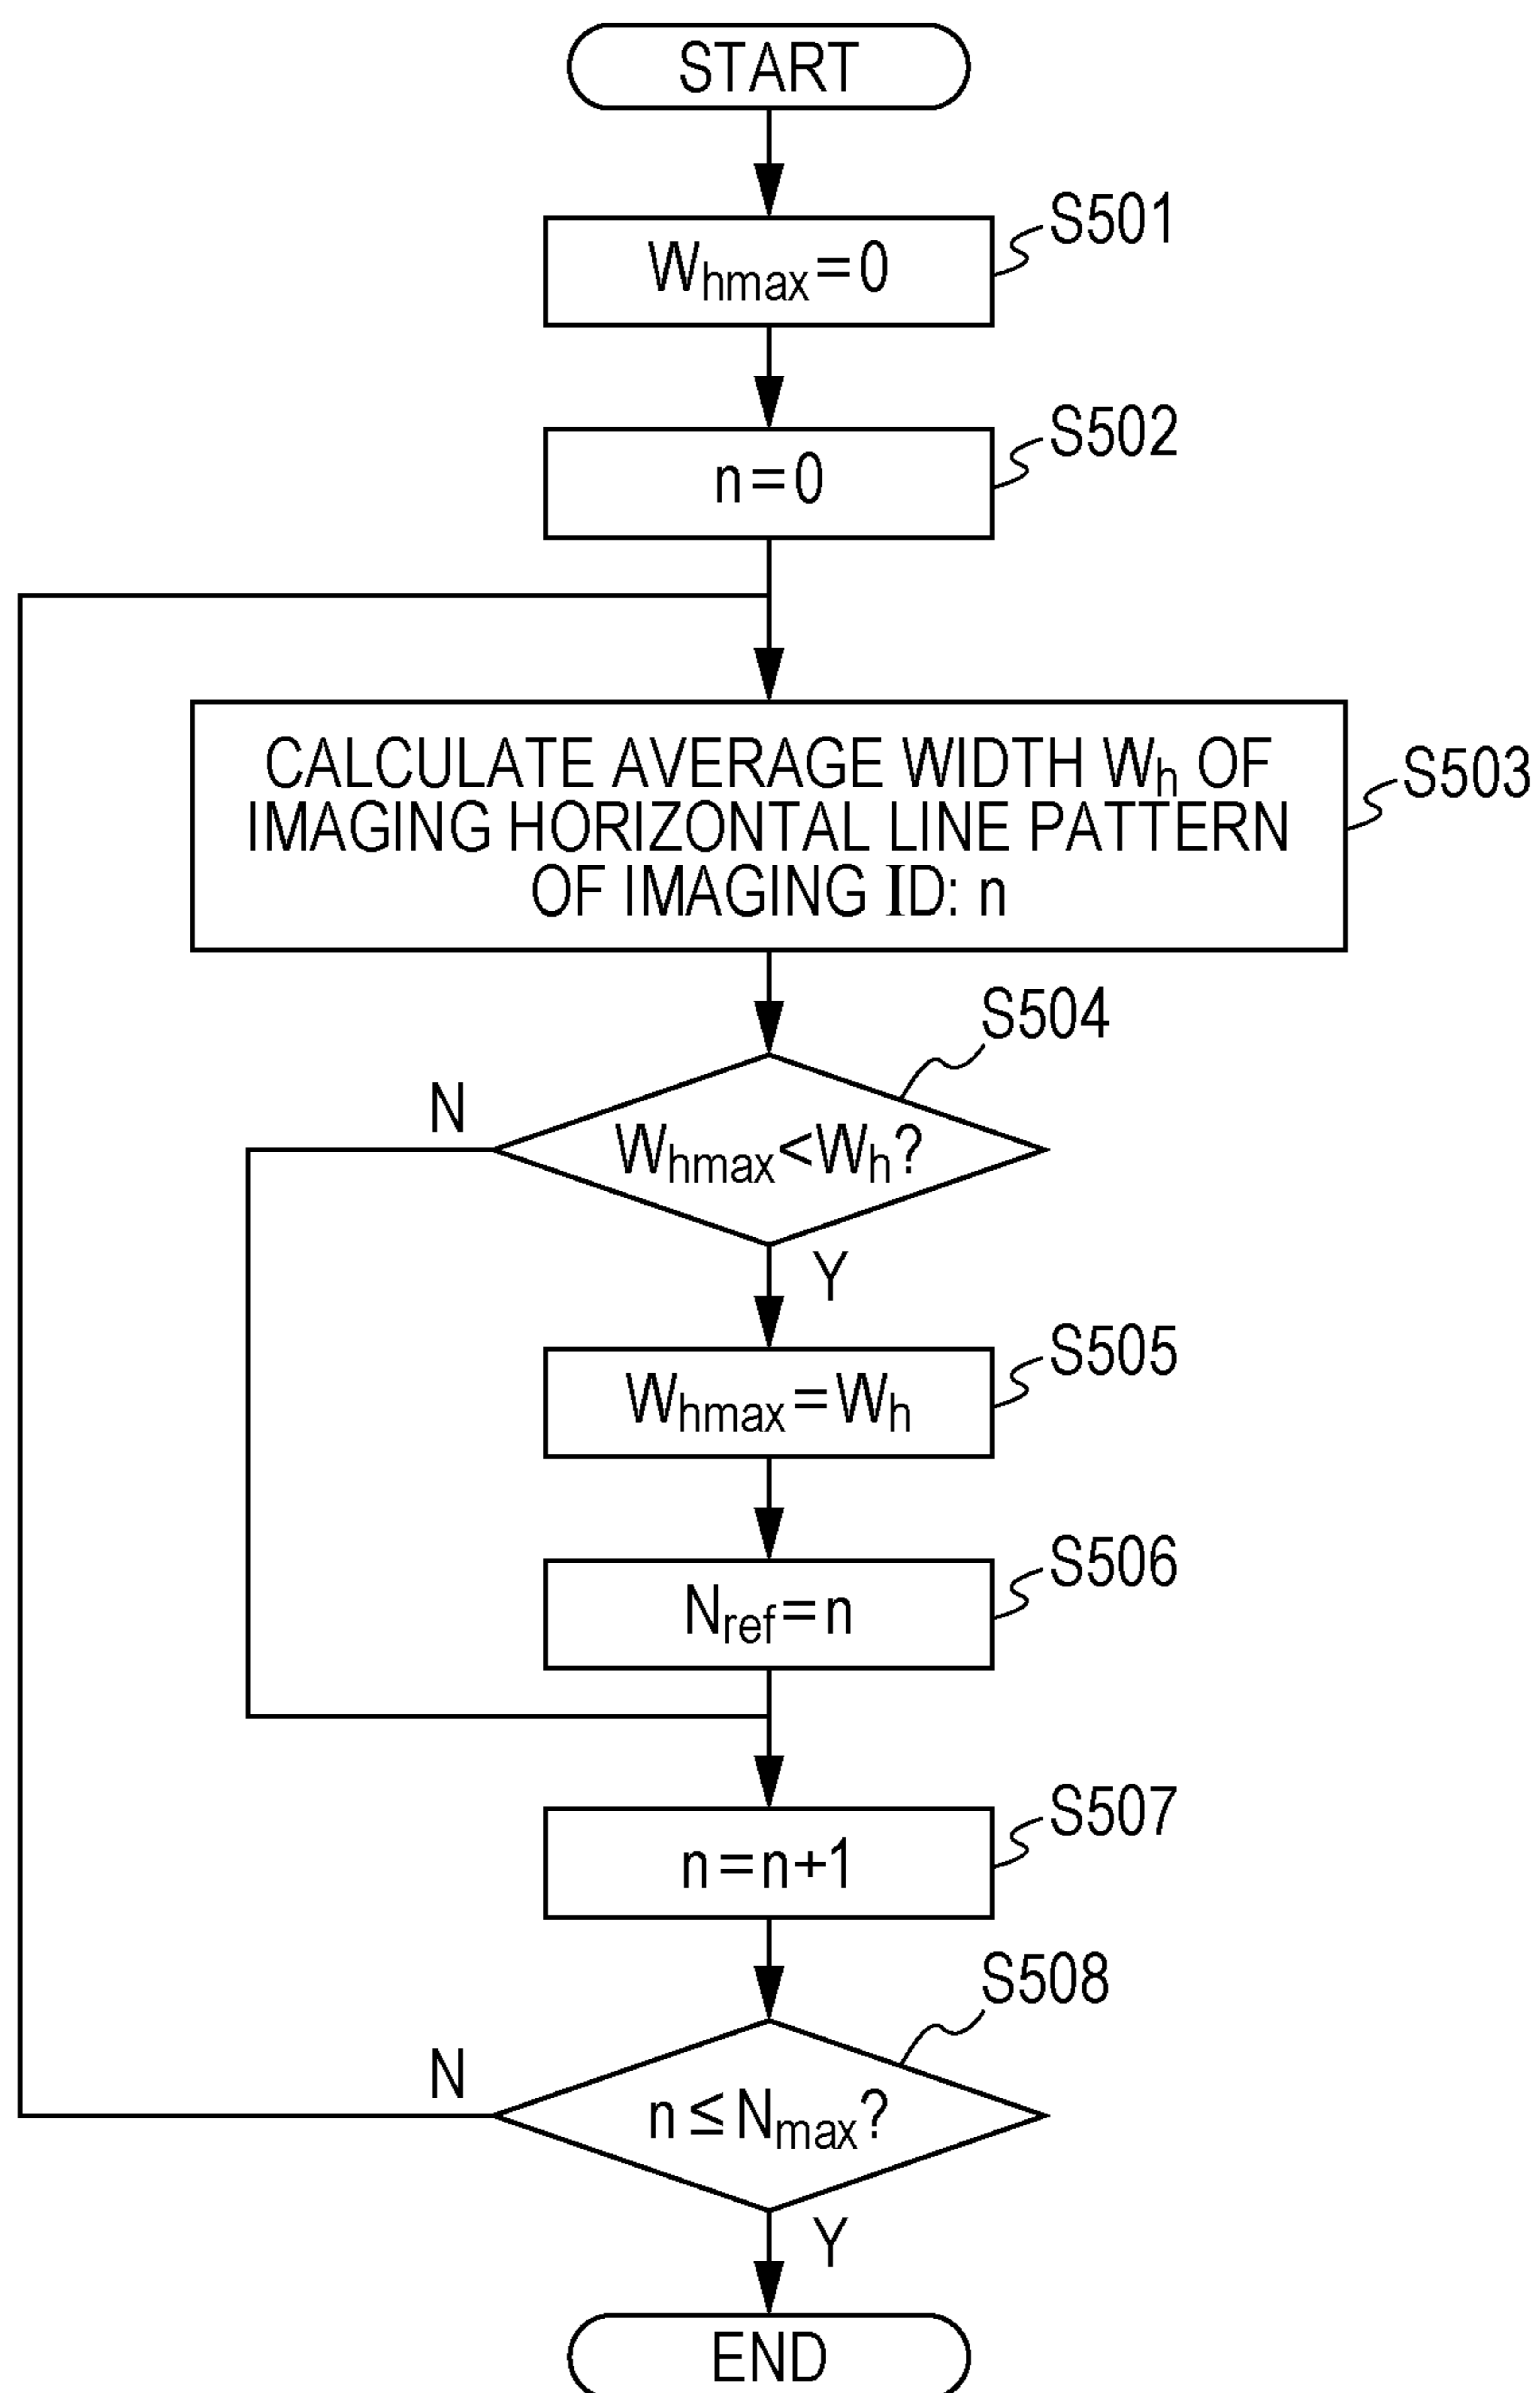 START
S501
Whmax=0
S502
n=0
S503
CALCULATE AVERAGE WIDTH Wh OF
IMAGING HORIZONTAL LINE PATTERN
OF IMAGING ID: n
S504
N
Whmax<Wh?
Y
S505
Whmax=Wh
S506
Nref=n
S507
n=n+1
S508
N
n≤Nmax?
Y
END